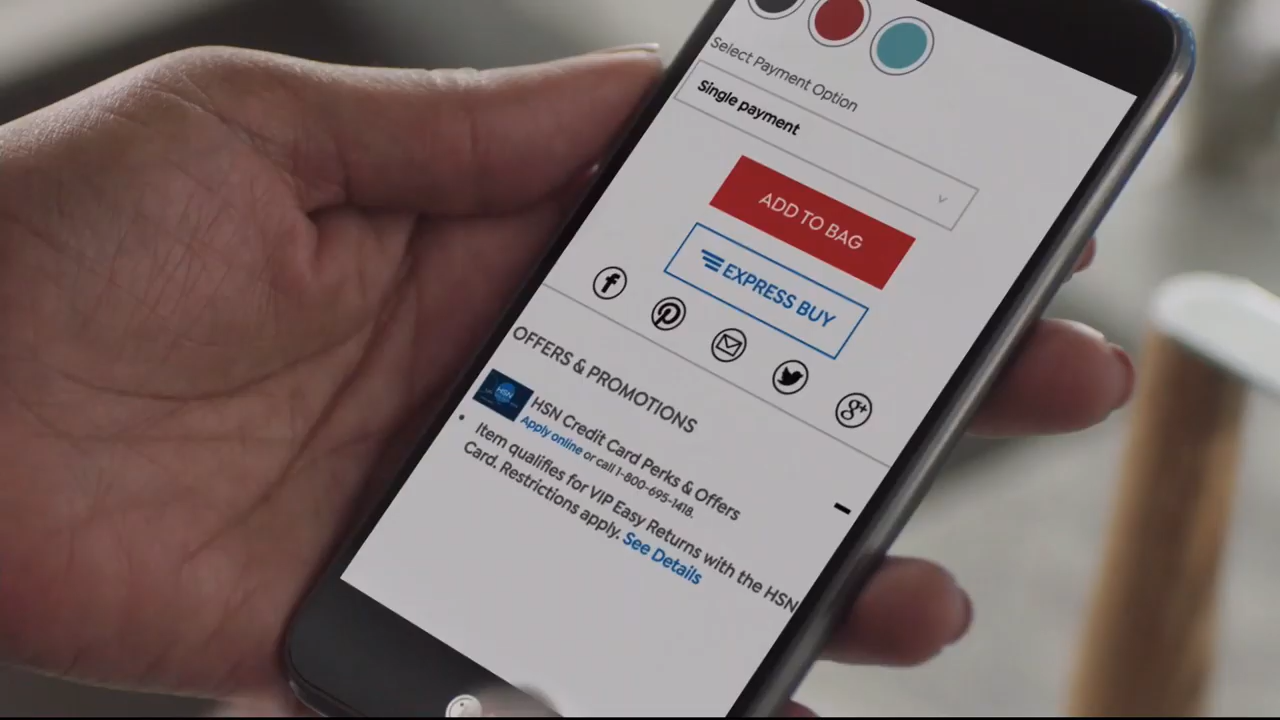 Select Payment Option
Single payment
ADD TO BAG
EXPRESS BUY
OFFERS & PROMOTIONS
HSN
HSN Credit Card Perks & Offers
Apply online or call 1-800-695-1418.
Item qualifies for VIP Easy Returns with the HSN
Card. Restrictions apply. See Details